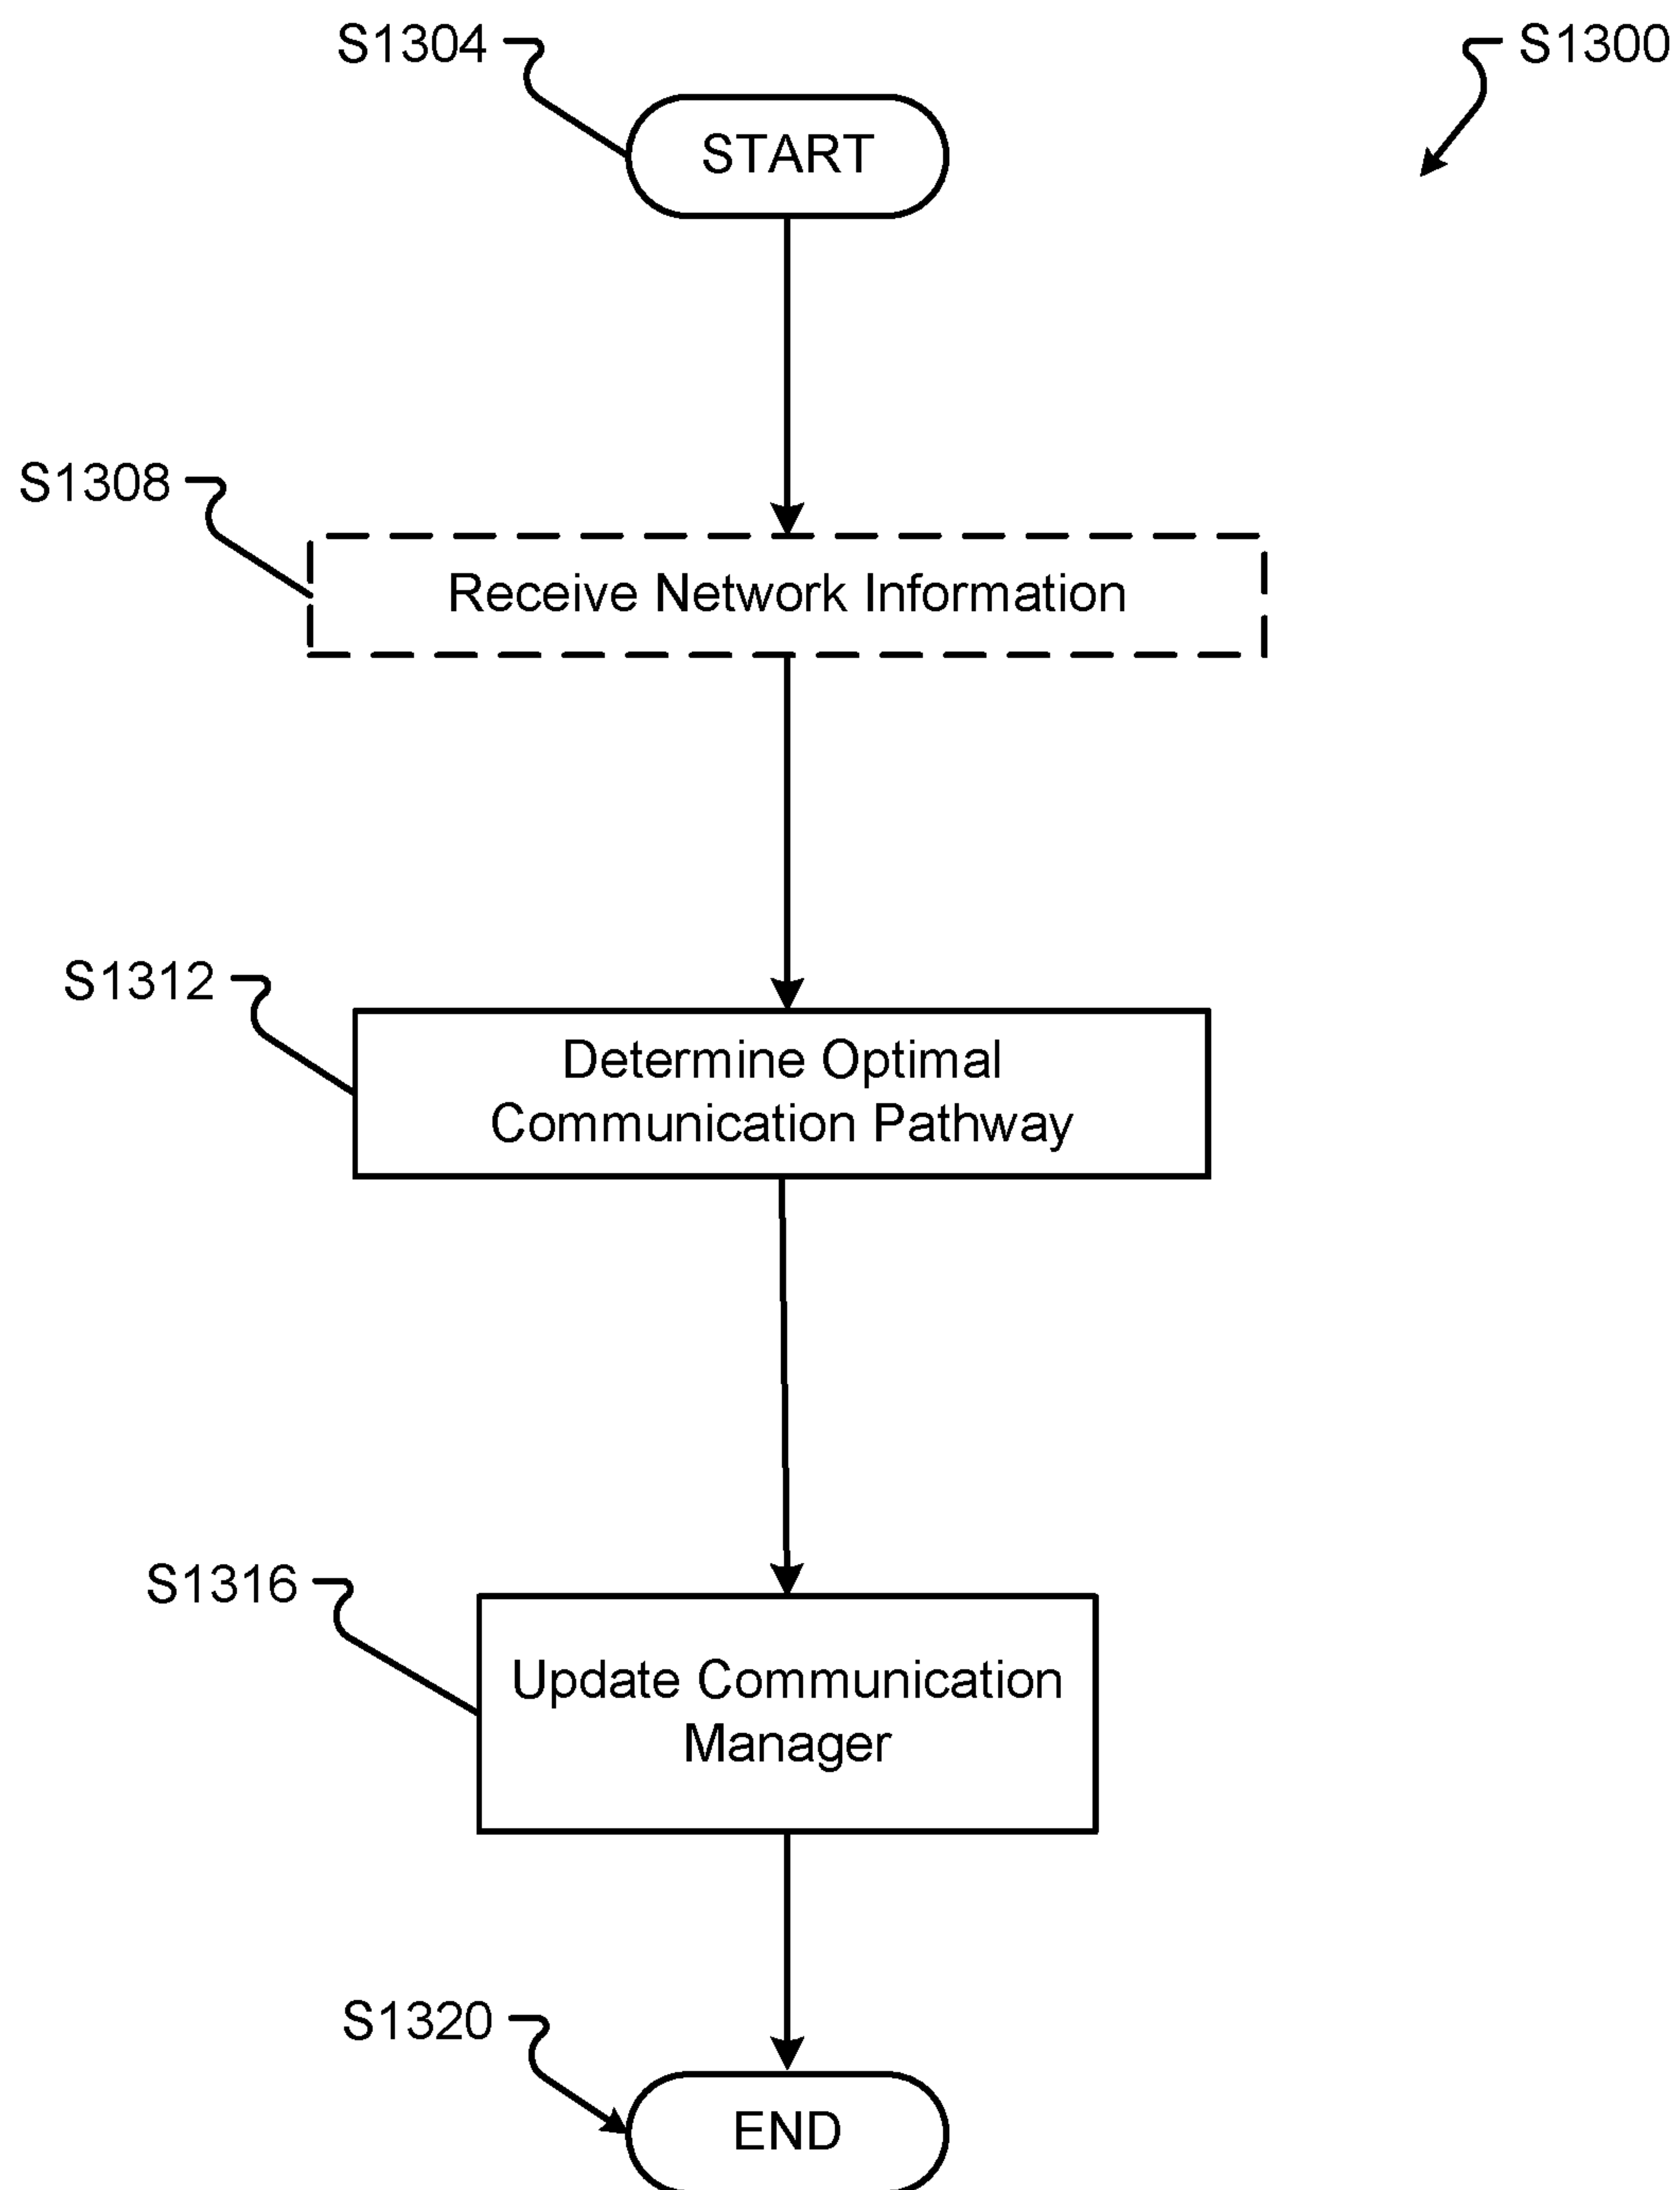 S1304
S1300
START
S1308
Receive Network Information
S1312
Determine Optimal
Communication Pathway
S1316
Update Communication
Manager
S1320
END